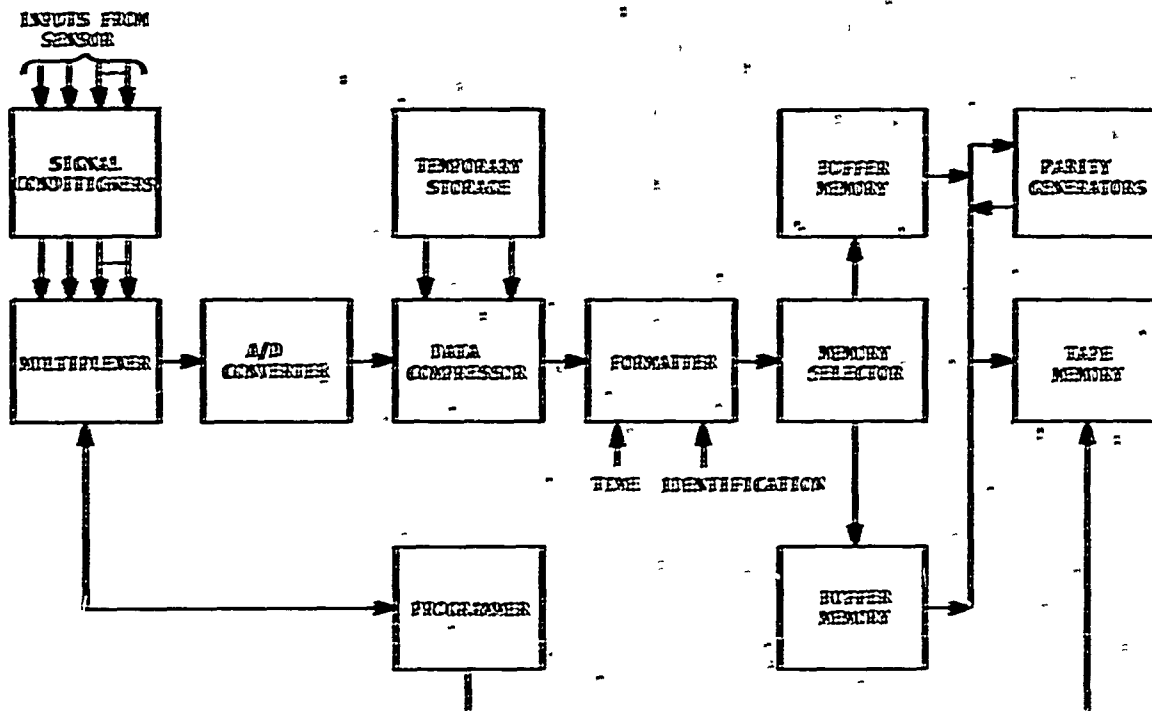 INPUTS FROM
SENSOR
SIGNAL
CONDITIONERS
TEMPORARY
STORAGE
BUFFER
MEMORY
PARITY
GENERATORS
MULTIPLEXER
A/D
CONVERTER
DATA
COMPRESSOR
FORMATTER
MEMORY
SELECTOR
TAPE
MEMORY
TIME IDENTIFICATION
PROGRAMER
BUFFER
MEMORY